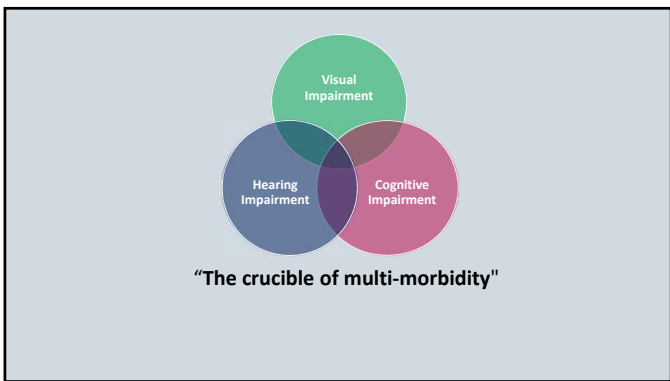 Visual
Impairment
Hearing
Impairment
Cognitive
Impairment
“The crucible of multi-morbidity"